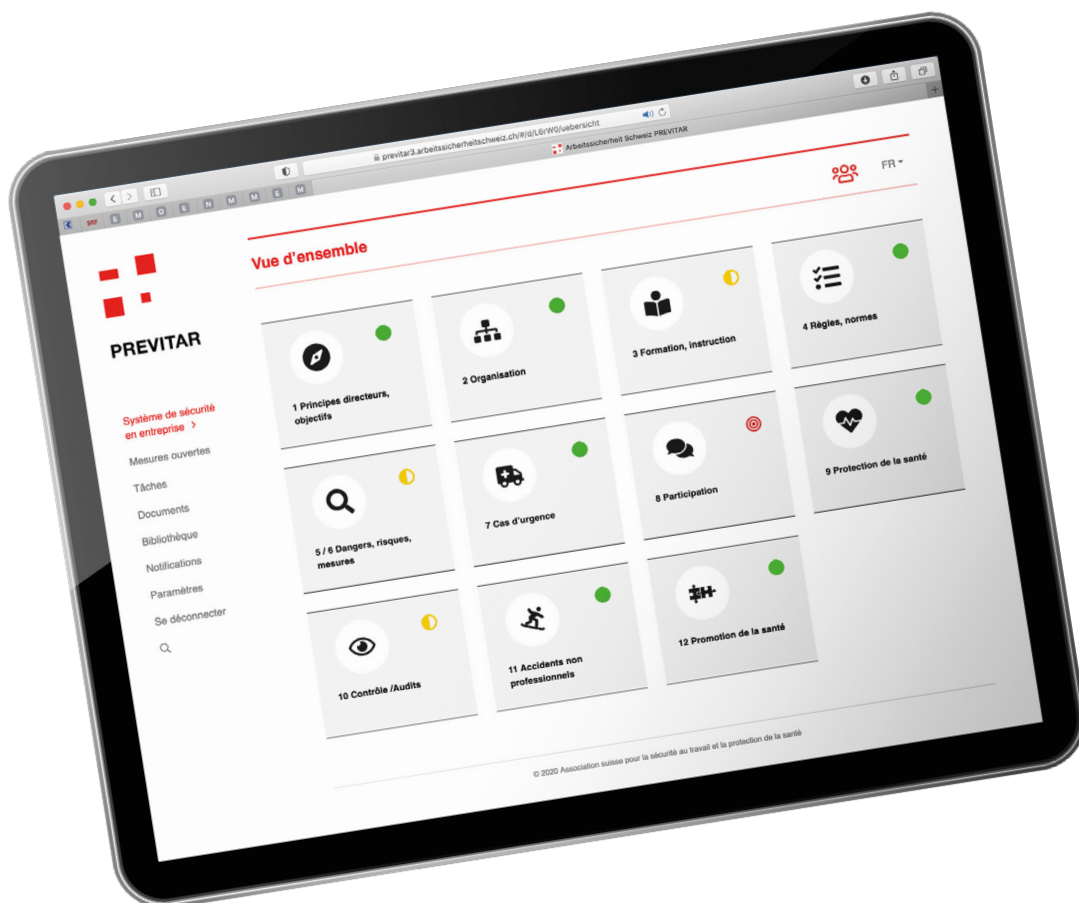 previtar3.arbeitssicherheitschweiz.ch/#/d/L6rW0/uebersicht
Arbeitssicherheit Schweiz PREVITAR
SRF E M O E N M M E M
Vue d'ensemble
FR
PREVITAR
Système de sécurité
en entreprise >
Mesures ouvertes
Tâches
Documents
Bibliothèque
Notifications
Paramètres
Se déconnecter
1 Principes directeurs,
objectifs
2 Organisation
3 Formation, instruction
4 Règles, normes
5 / 6 Dangers, risques,
mesures
7 Cas d'urgence
8 Participation
9 Protection de la santé
10 Contrôle /Audits
11 Accidents non
professionnels
12 Promotion de la santé
© 2020 Association suisse pour la sécurité au travail et la protection de la santé